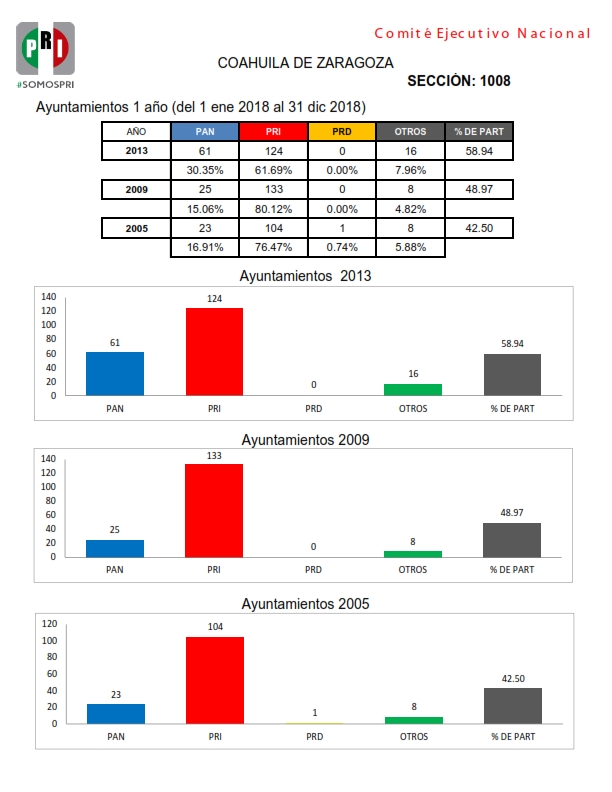 Comité Ejecutivo Nacional
PRI
#SOMOSPRI
COAHUILA DE ZARAGOZA
SECCIÓN: 1008
Ayuntamientos 1 año (del 1 ene 2018 al 31 dic 2018)
AÑO PAN PRI PRD OTROS % DE PART
2013 61 124 0 16 58.94
30.35% 61.69% 0.00% 7.96%
2009 25 133 0 8 48.97
15.06% 80.12% 0.00% 4.82%
2005 23 104 1 8 42.50
16.91% 76.47% 0.74% 5.88%
Ayuntamientos 2013
140
120
100
80
60
40
20
0
61 124 0 16 58.94
PAN PRI PRD OTROS % DE PART
Ayuntamientos 2009
140
120
100
80
60
40
20
0
25 133 0 8 48.97
PAN PRI PRD OTROS % DE PART
Ayuntamientos 2005
120
100
80
60
40
20
0
23 104 1 8 42.50
PAN PRI PRD OTROS % DE PART